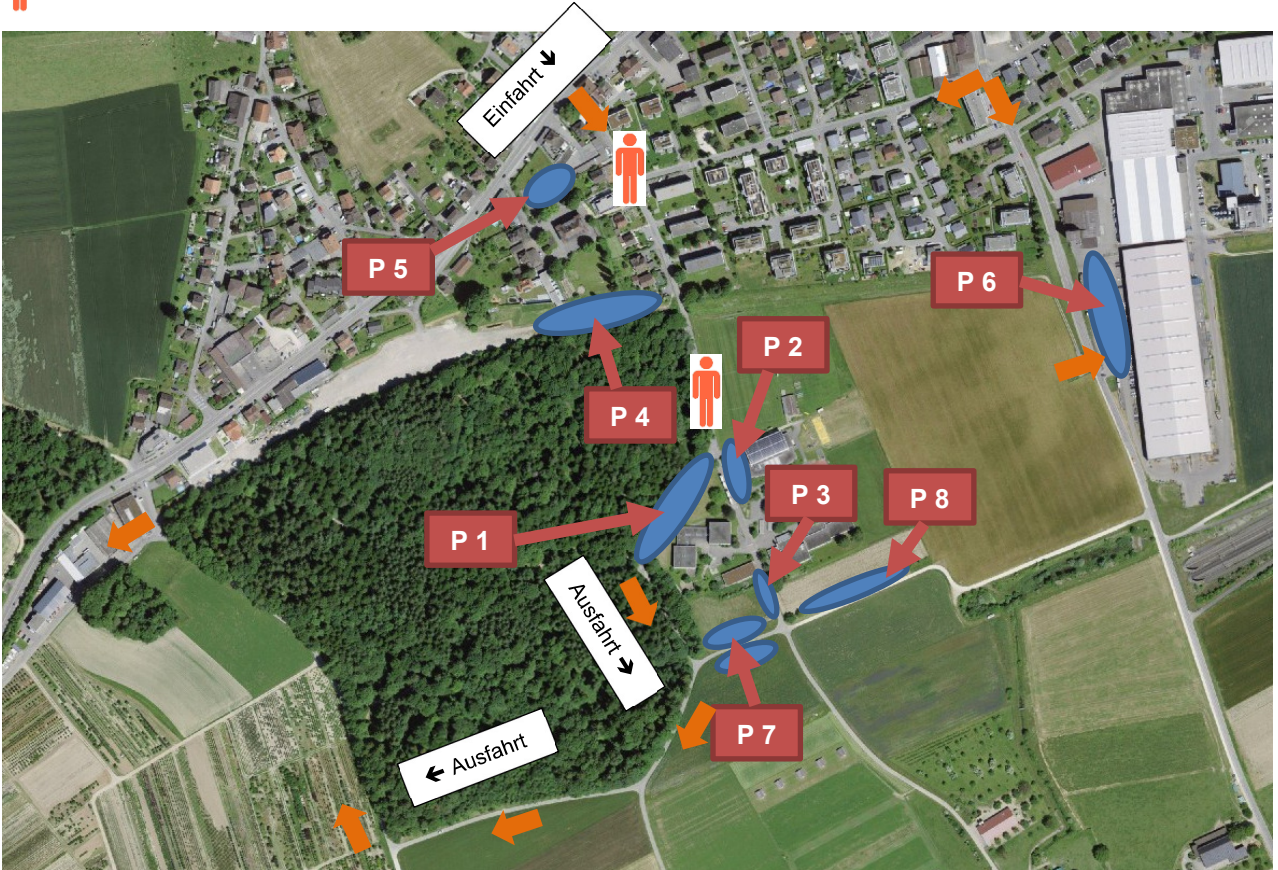 Einfahrt →
P 5
P 6
P 2
P 4
P 3
P 8
P 1
Ausfahrt →
P 7
← Ausfahrt